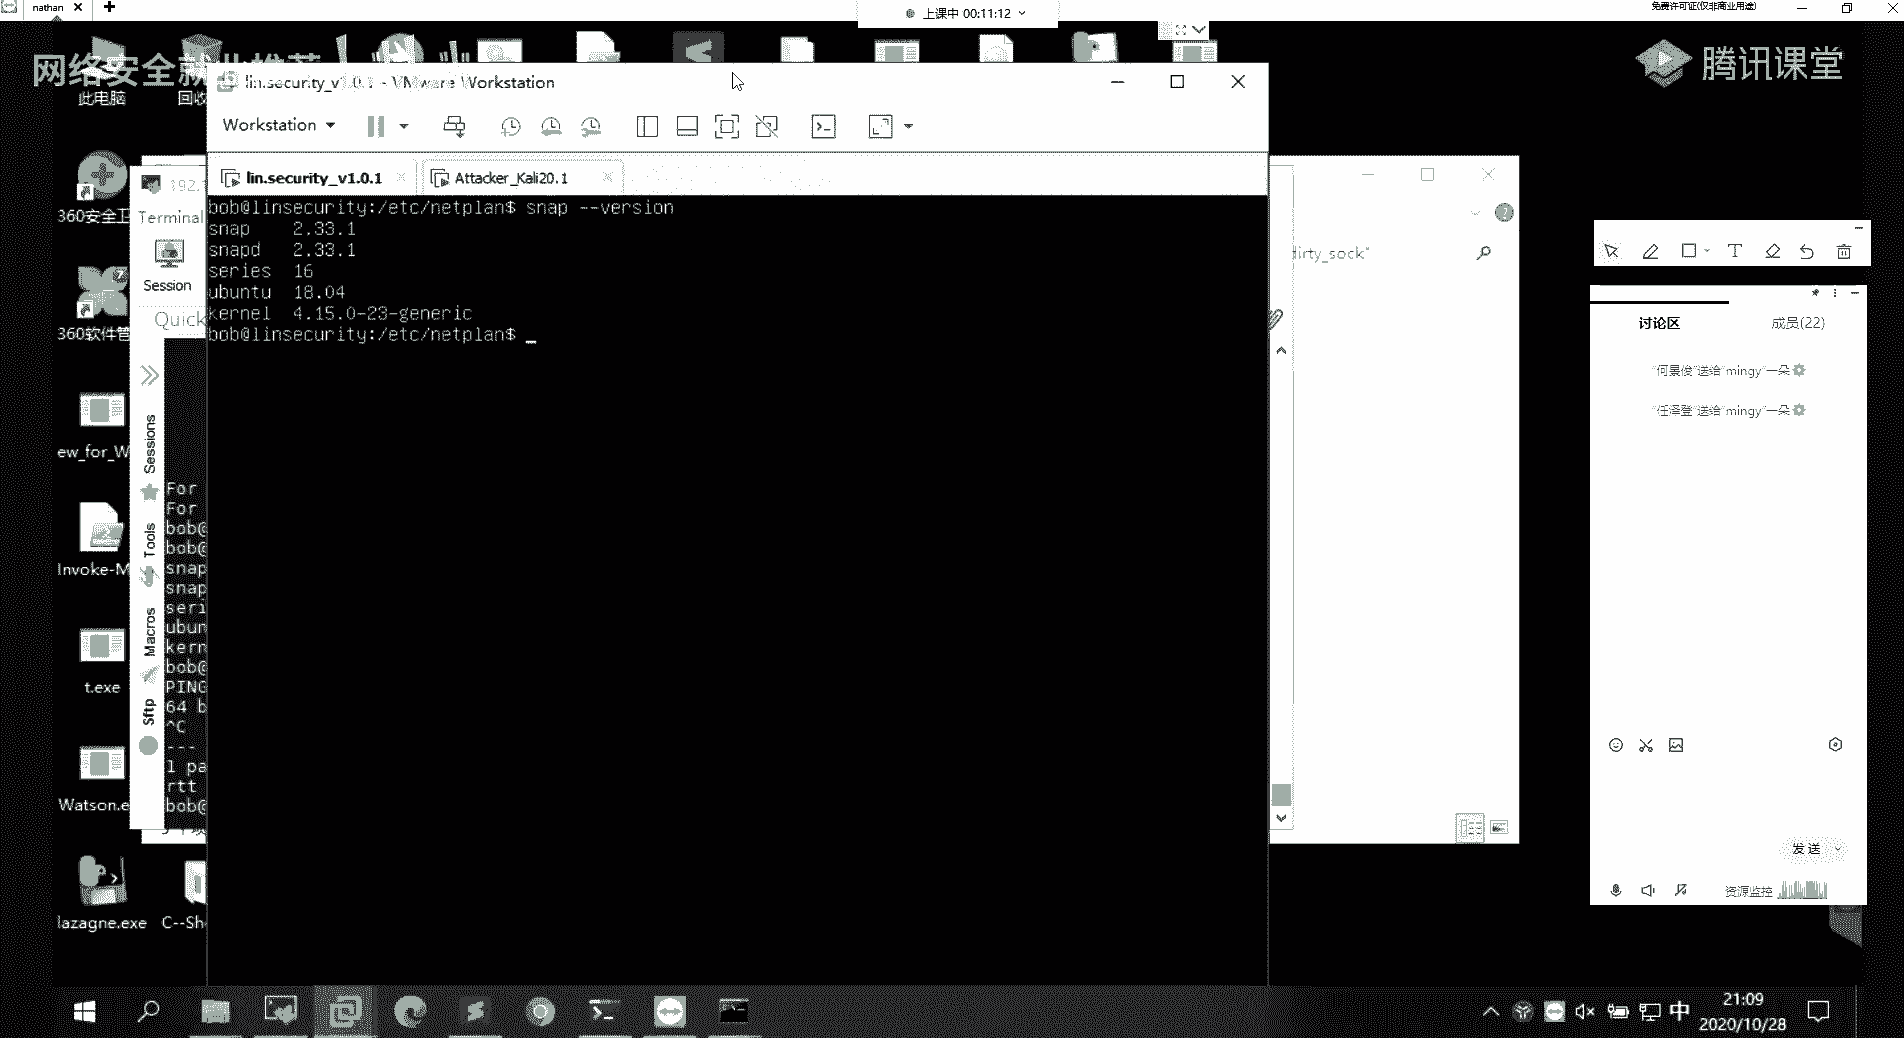 nathan
上课中 00:11:12
免费许可证(仅非商业用途)
网络安全就业推荐
腾讯课堂
此电脑
回收
lin.security_v1.0.1 - VMware Workstation
Workstation
lin.security_v1.0.1
Attacker_Kali20.1
bob@linsecurity:/etc/netplan$ snap --version
snap 2.33.1
snapd 2.33.1
series 16
ubuntu 18.04
kernel 4.15.0-23-generic
bob@linsecurity:/etc/netplan$ _
360安全卫
360软件管
ew_for_W
Invoke-M
t.exe
Watson.e
lazagne.exe
C--Sh
192.
Terminal
Session
Quick
Sessions
Tools
Macros
Sftp
For
For
bob@
bob@
snap
snap
seri
ubun
kern
bob@
PING
64 b
^C
---
1 pa
rtt
bob@
dirty_sock"
讨论区
成员(22)
"何景俊"送给"mingy"一朵
"任泽登"送给"mingy"一朵
发送
资源监控
中
21:09
2020/10/28